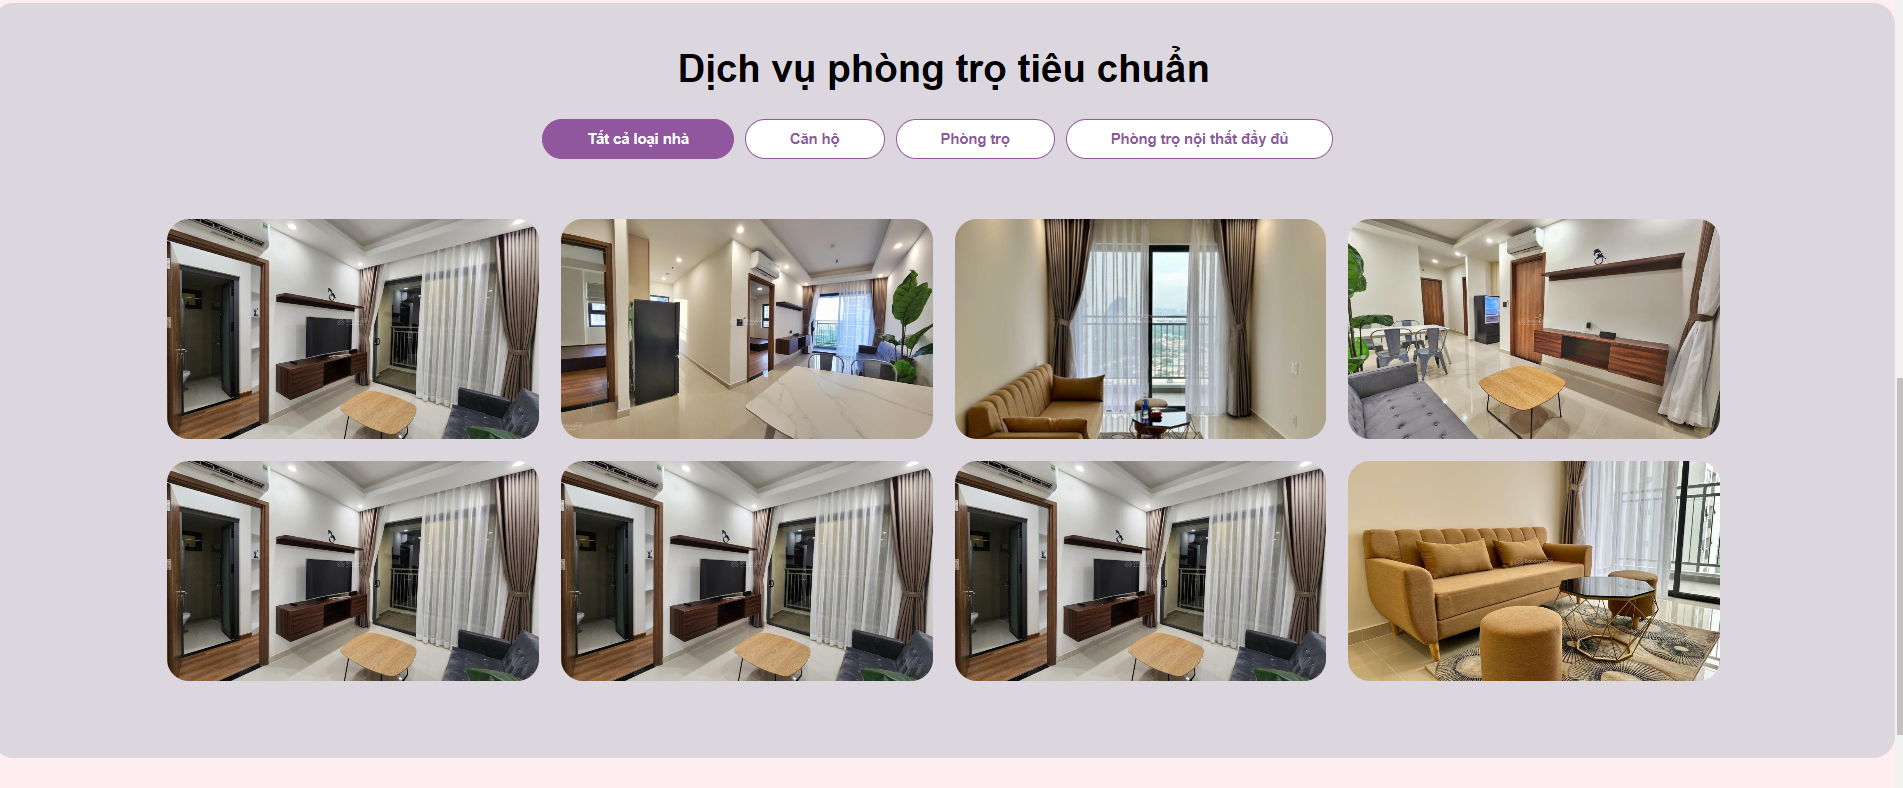 Dịch vụ phòng trọ tiêu chuẩn
Tất cả loại nhà
Căn hộ
Phòng trọ
Phòng trọ nội thất đầy đủ